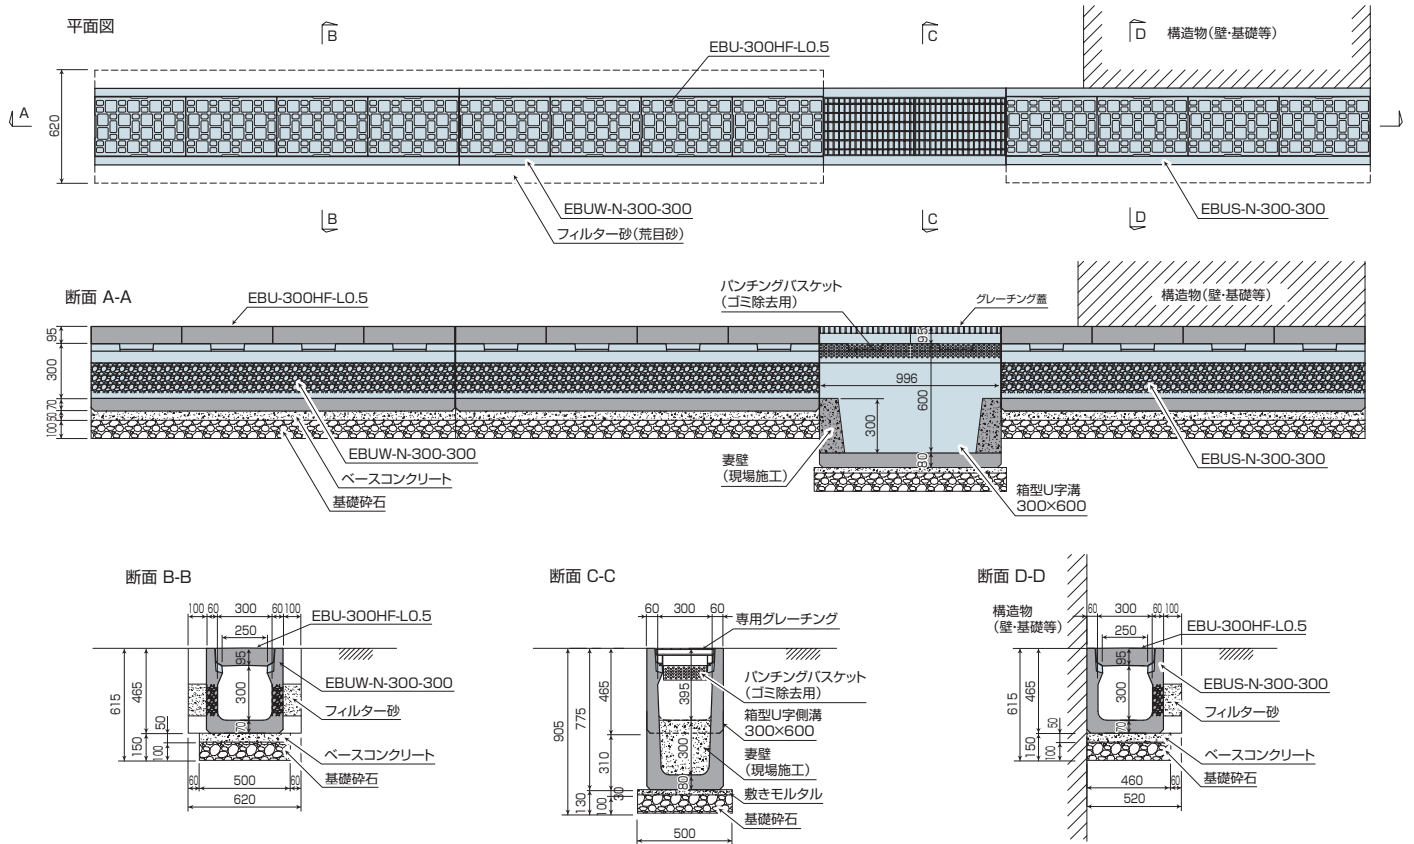 平面図
B
C
D
構造物(壁・基礎等)
EBU-300HF-L0.5
A
620
EBUW-N-300-300
フィルター砂(荒目砂)
EBUS-N-300-300
B
C
D
断面 A-A
EBU-300HF-L0.5
パンチングバスケット
(ゴミ除去用)
グレーチング蓋
構造物(壁・基礎等)
95
300
70
60
100
95
996
600
300
80
EBUW-N-300-300
ベースコンクリート
基礎砕石
妻壁
(現場施工)
箱型U字溝
300×600
EBUS-N-300-300
断面 B-B
100
60
300
60
100
250
EBU-300HF-L0.5
95
300
70
615
465
50
150
100
EBUW-N-300-300
フィルター砂
ベースコンクリート
基礎砕石
60
500
60
620
断面 C-C
60
300
60
専用グレーチング
パンチングバスケット
(ゴミ除去用)
箱型U字側溝
300×600
妻壁
(現場施工)
敷きモルタル
基礎砕石
905
775
465
395
310
300
80
130
30
100
500
断面 D-D
構造物
(壁・基礎等)
60
300
60
100
250
EBU-300HF-L0.5
95
300
70
615
465
50
150
100
EBUS-N-300-300
フィルター砂
ベースコンクリート
基礎砕石
460
60
520